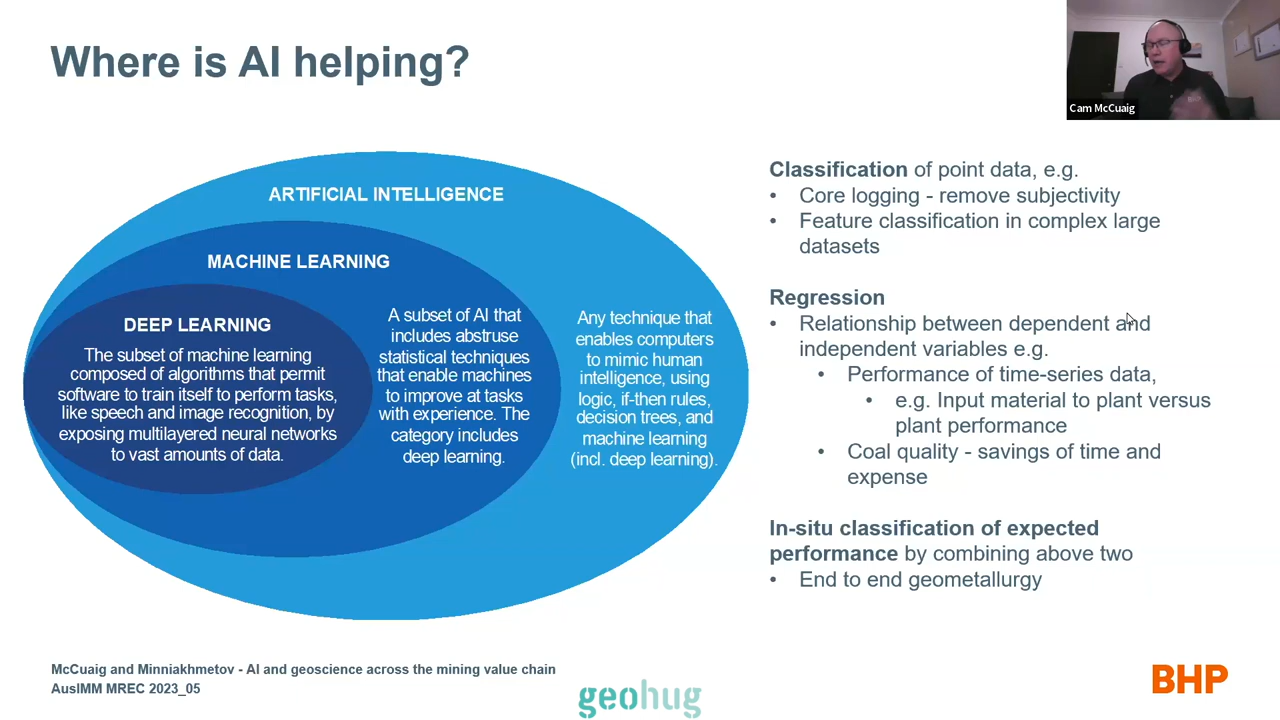 Where is AI helping?
Cam McCuaig
ARTIFICIAL INTELLIGENCE
MACHINE LEARNING
DEEP LEARNING
The subset of machine learning
composed of algorithms that permit
software to train itself to perform tasks,
like speech and image recognition, by
exposing multilayered neural networks
to vast amounts of data.
A subset of AI that
includes abstruse
statistical techniques
that enable machines
to improve at tasks
with experience. The
category includes
deep learning.
Any technique that
enables computers
to mimic human
intelligence, using
logic, if-then rules,
decision trees, and
machine learning
(incl. deep learning).
Classification of point data, e.g.
• Core logging - remove subjectivity
• Feature classification in complex large
datasets
Regression
• Relationship between dependent and
independent variables e.g.
• Performance of time-series data,
• e.g. Input material to plant versus
plant performance
• Coal quality - savings of time and
expense
In-situ classification of expected
performance by combining above two
• End to end geometallurgy
McCuaig and Minniakhmetov - AI and geoscience across the mining value chain
AusIMM MREC 2023_05
geohug
BHP